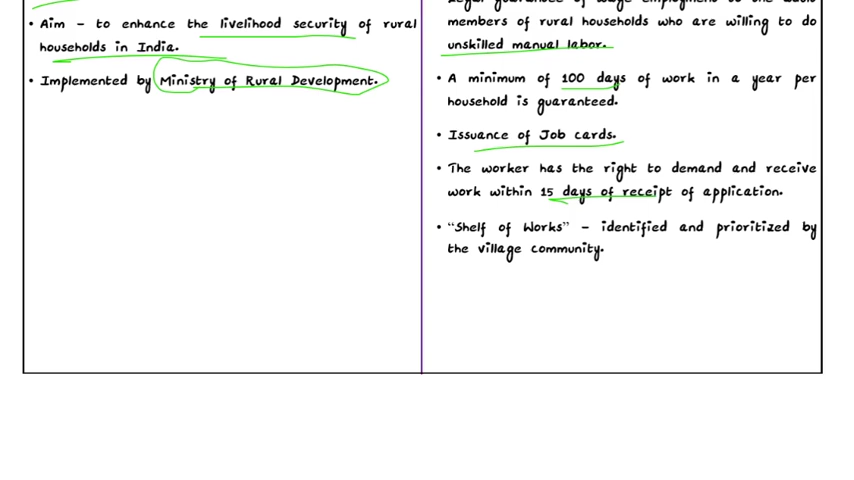 • Aim – to enhance the livelihood security of rural
households in India.
• Implemented by Ministry of Rural Development.
members of rural households who are willing to do
unskilled manual labor.
• A minimum of 100 days of work in a year per
household is guaranteed.
• Issuance of Job cards.
• The worker has the right to demand and receive
work within 15 days of receipt of application.
• “Shelf of Works” – identified and prioritized by
the village community.